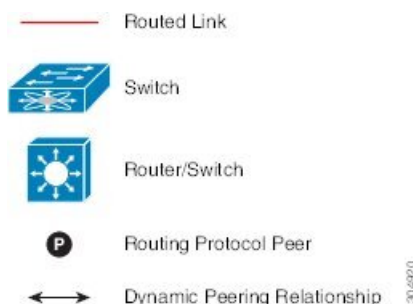 Routed Link
Switch
Router/Switch
P
Routing Protocol Peer
Dynamic Peering Relationship